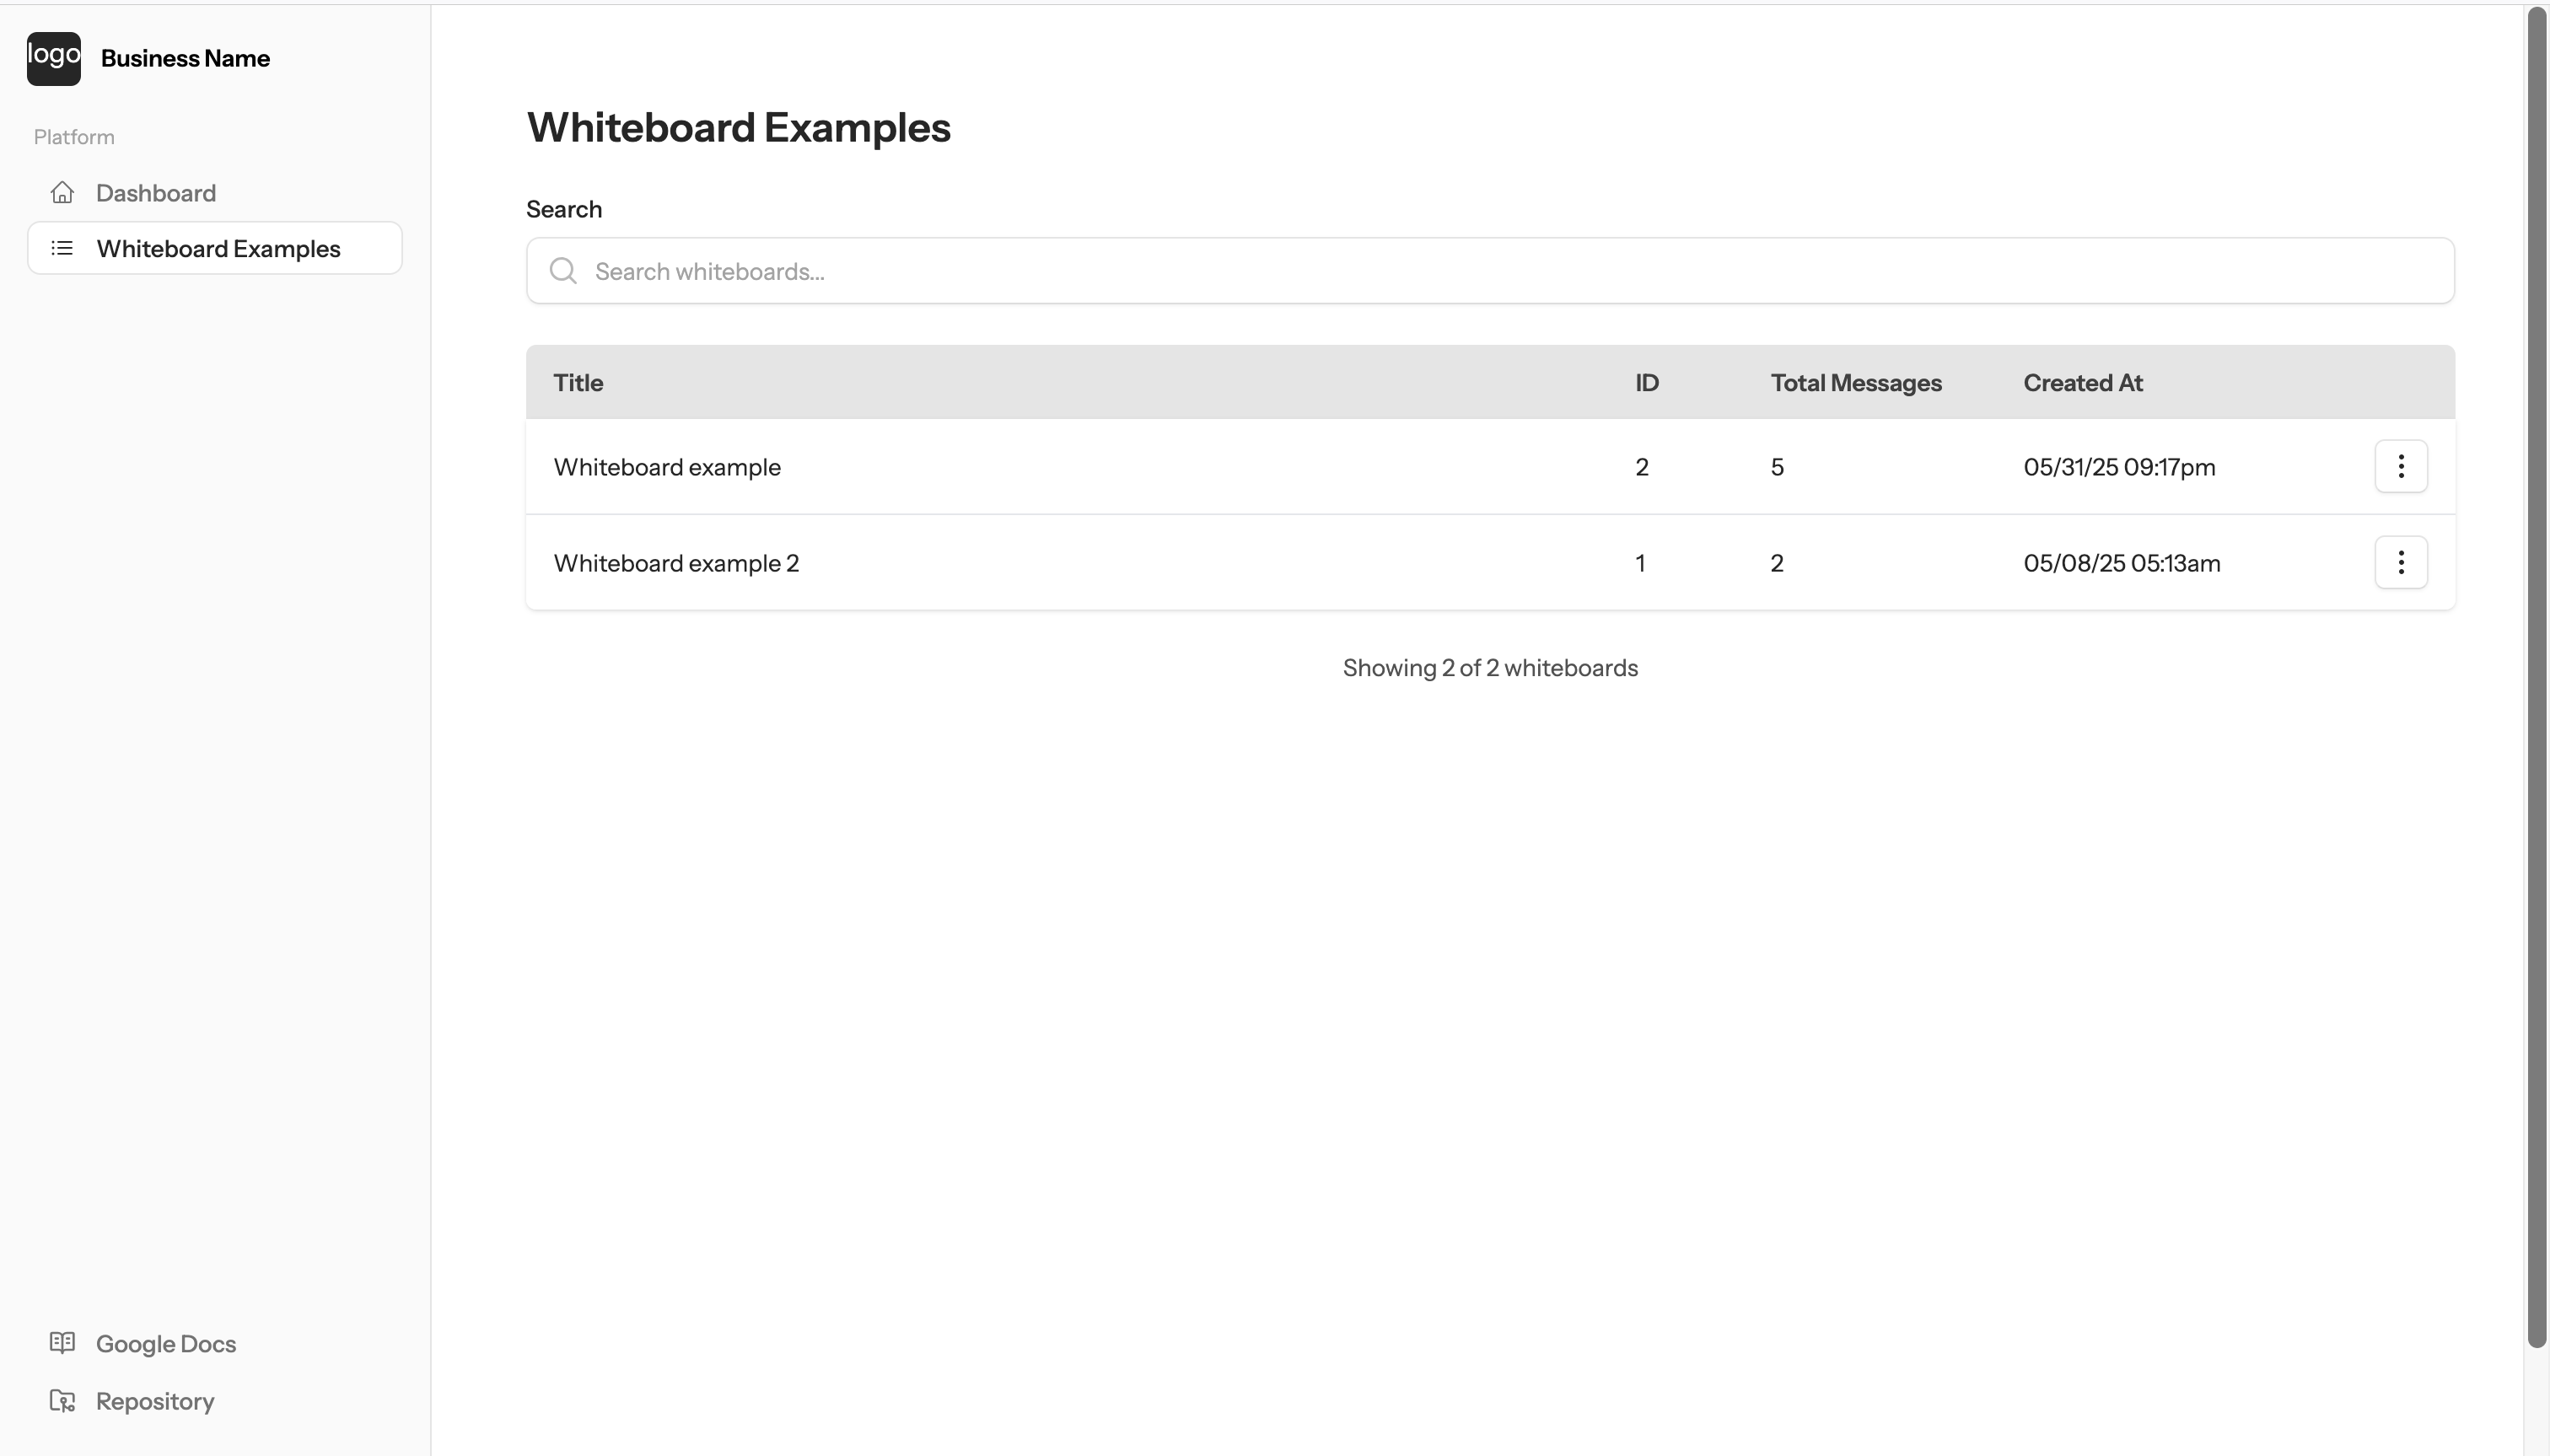 logo
Business Name
Platform
Dashboard
Whiteboard Examples
Google Docs
Repository
Whiteboard Examples
Search
Search whiteboards...
Title ID Total Messages Created At
Whiteboard example 2 5 05/31/25 09:17pm
Whiteboard example 2 1 2 05/08/25 05:13am
Showing 2 of 2 whiteboards